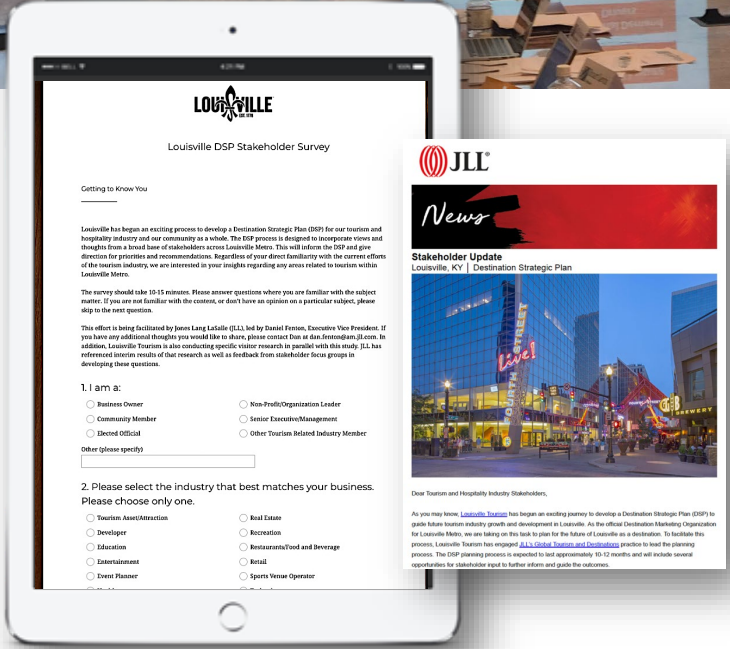 4:21 PM
LOUISVILLE
EST. 1778
Louisville DSP Stakeholder Survey
Getting to Know You
Louisville has begun an exciting process to develop a Destination Strategic Plan (DSP) for our tourism and
hospitality industry and our community as a whole. The DSP process is designed to incorporate views and
thoughts from a broad base of stakeholders across Louisville Metro. This will inform the DSP and give
direction for priorities and recommendations. Regardless of your direct familiarity with the current efforts
of the tourism industry, we are interested in your insights regarding any areas related to tourism within
Louisville Metro.
The survey should take 10-15 minutes. Please answer questions where you are familiar with the subject
matter. If you are not familiar with the content, or don't have an opinion on a particular subject, please
skip to the next question.
This effort is being facilitated by Jones Lang LaSalle (JLL), led by Daniel Fenton, Executive Vice President. If
you have any additional thoughts you would like to share, please contact Dan at dan.fenton@am.jll.com. In
addition, Louisville Tourism is also conducting specific visitor research in parallel with this study. JLL has
referenced interim results of that research as well as feedback from stakeholder focus groups in
developing these questions.
1. I am a:
Business Owner
Non-Profit/Organization Leader
Community Member
Senior Executive/Management
Elected Official
Other Tourism Related Industry Member
Other (please specify)
2. Please select the industry that best matches your business.
Please choose only one.
Tourism Asset/Attraction
Real Estate
Developer
Recreation
Education
Restaurants/Food and Beverage
Entertainment
Retail
Event Planner
Sports Venue Operator
JLL®
News
Stakeholder Update
Louisville, KY | Destination Strategic Plan
FOURTH STREET
Live!
GB
BREWERY
Dear Tourism and Hospitality Industry Stakeholders,
As you may know, Louisville Tourism has begun an exciting journey to develop a Destination Strategic Plan (DSP) to
guide future tourism industry growth and development in Louisville. As the official Destination Marketing Organization
for Louisville Metro, we are taking on this task to plan for the future of Louisville as a destination. To facilitate this
process, Louisville Tourism has engaged JLL's Global Tourism and Destinations practice to lead the planning
process. The DSP planning process is expected to last approximately 10-12 months and will include several
opportunities for stakeholder input to further inform and guide the outcomes.